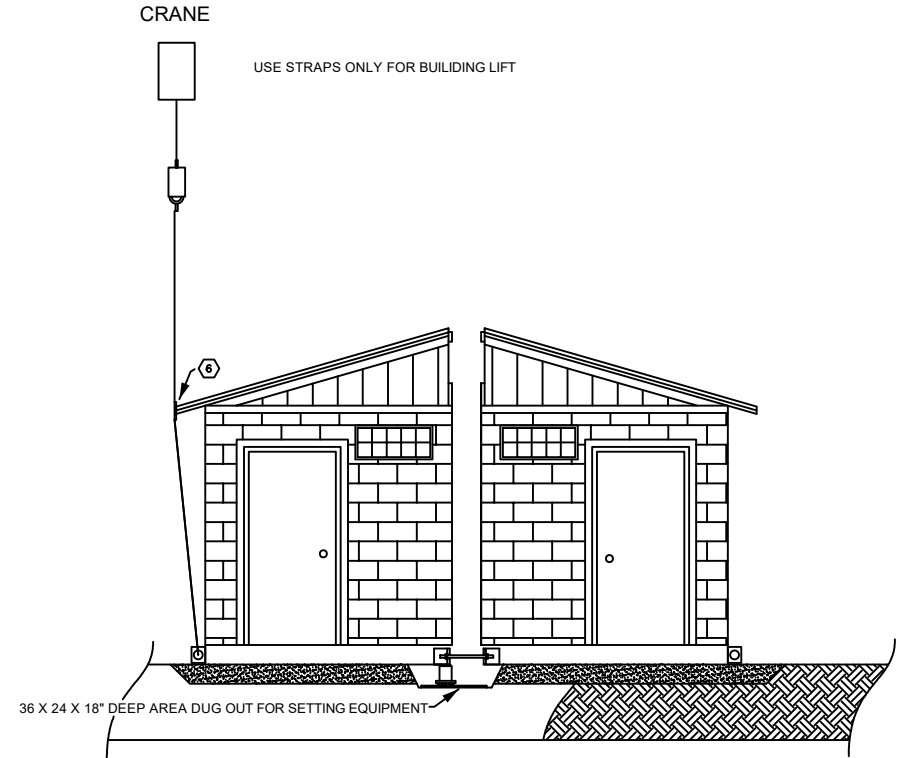 CRANE
USE STRAPS ONLY FOR BUILIDING LIFT
6
36 X 24 X 18" DEEP AREA DUG OUT FOR SETTING EQUIPMENT